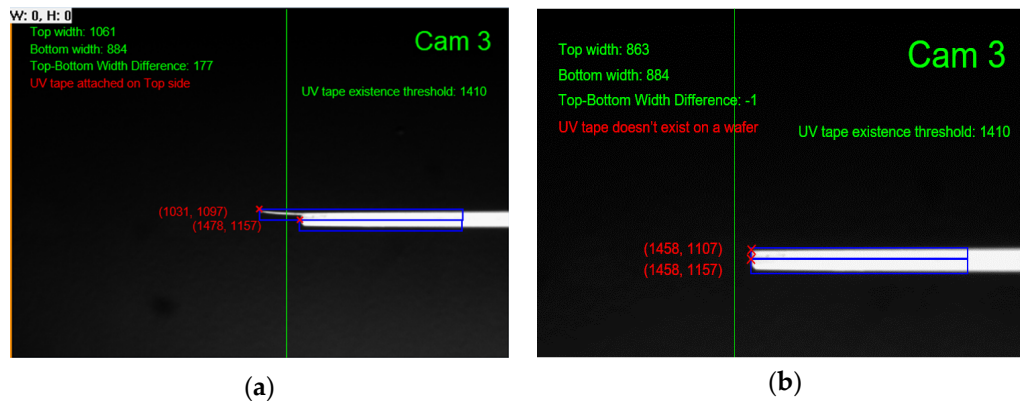 W: 0, H: 0
Top width: 1061
Bottom width: 884
Top-Bottom Width Difference: 177
UV tape attached on Top side
Cam 3
UV tape existence threshold: 1410
(1031, 1097)
(1478, 1157)
(a)
Top width: 863
Bottom width: 884
Top-Bottom Width Difference: -1
UV tape doesn't exist on a wafer
Cam 3
UV tape existence threshold: 1410
(1458, 1107)
(1458, 1157)
(b)